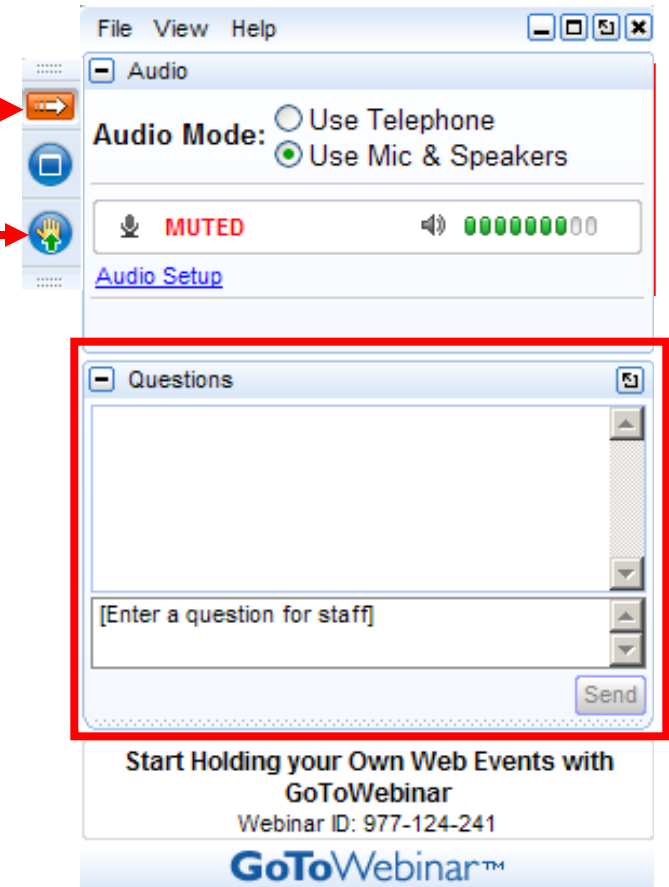 File View Help
Audio
Audio Mode:
Use Telephone
Use Mic & Speakers
MUTED
Audio Setup
Questions
[Enter a question for staff]
Send
Start Holding your Own Web Events with
GoToWebinar
Webinar ID: 977-124-241
GoToWebinar™